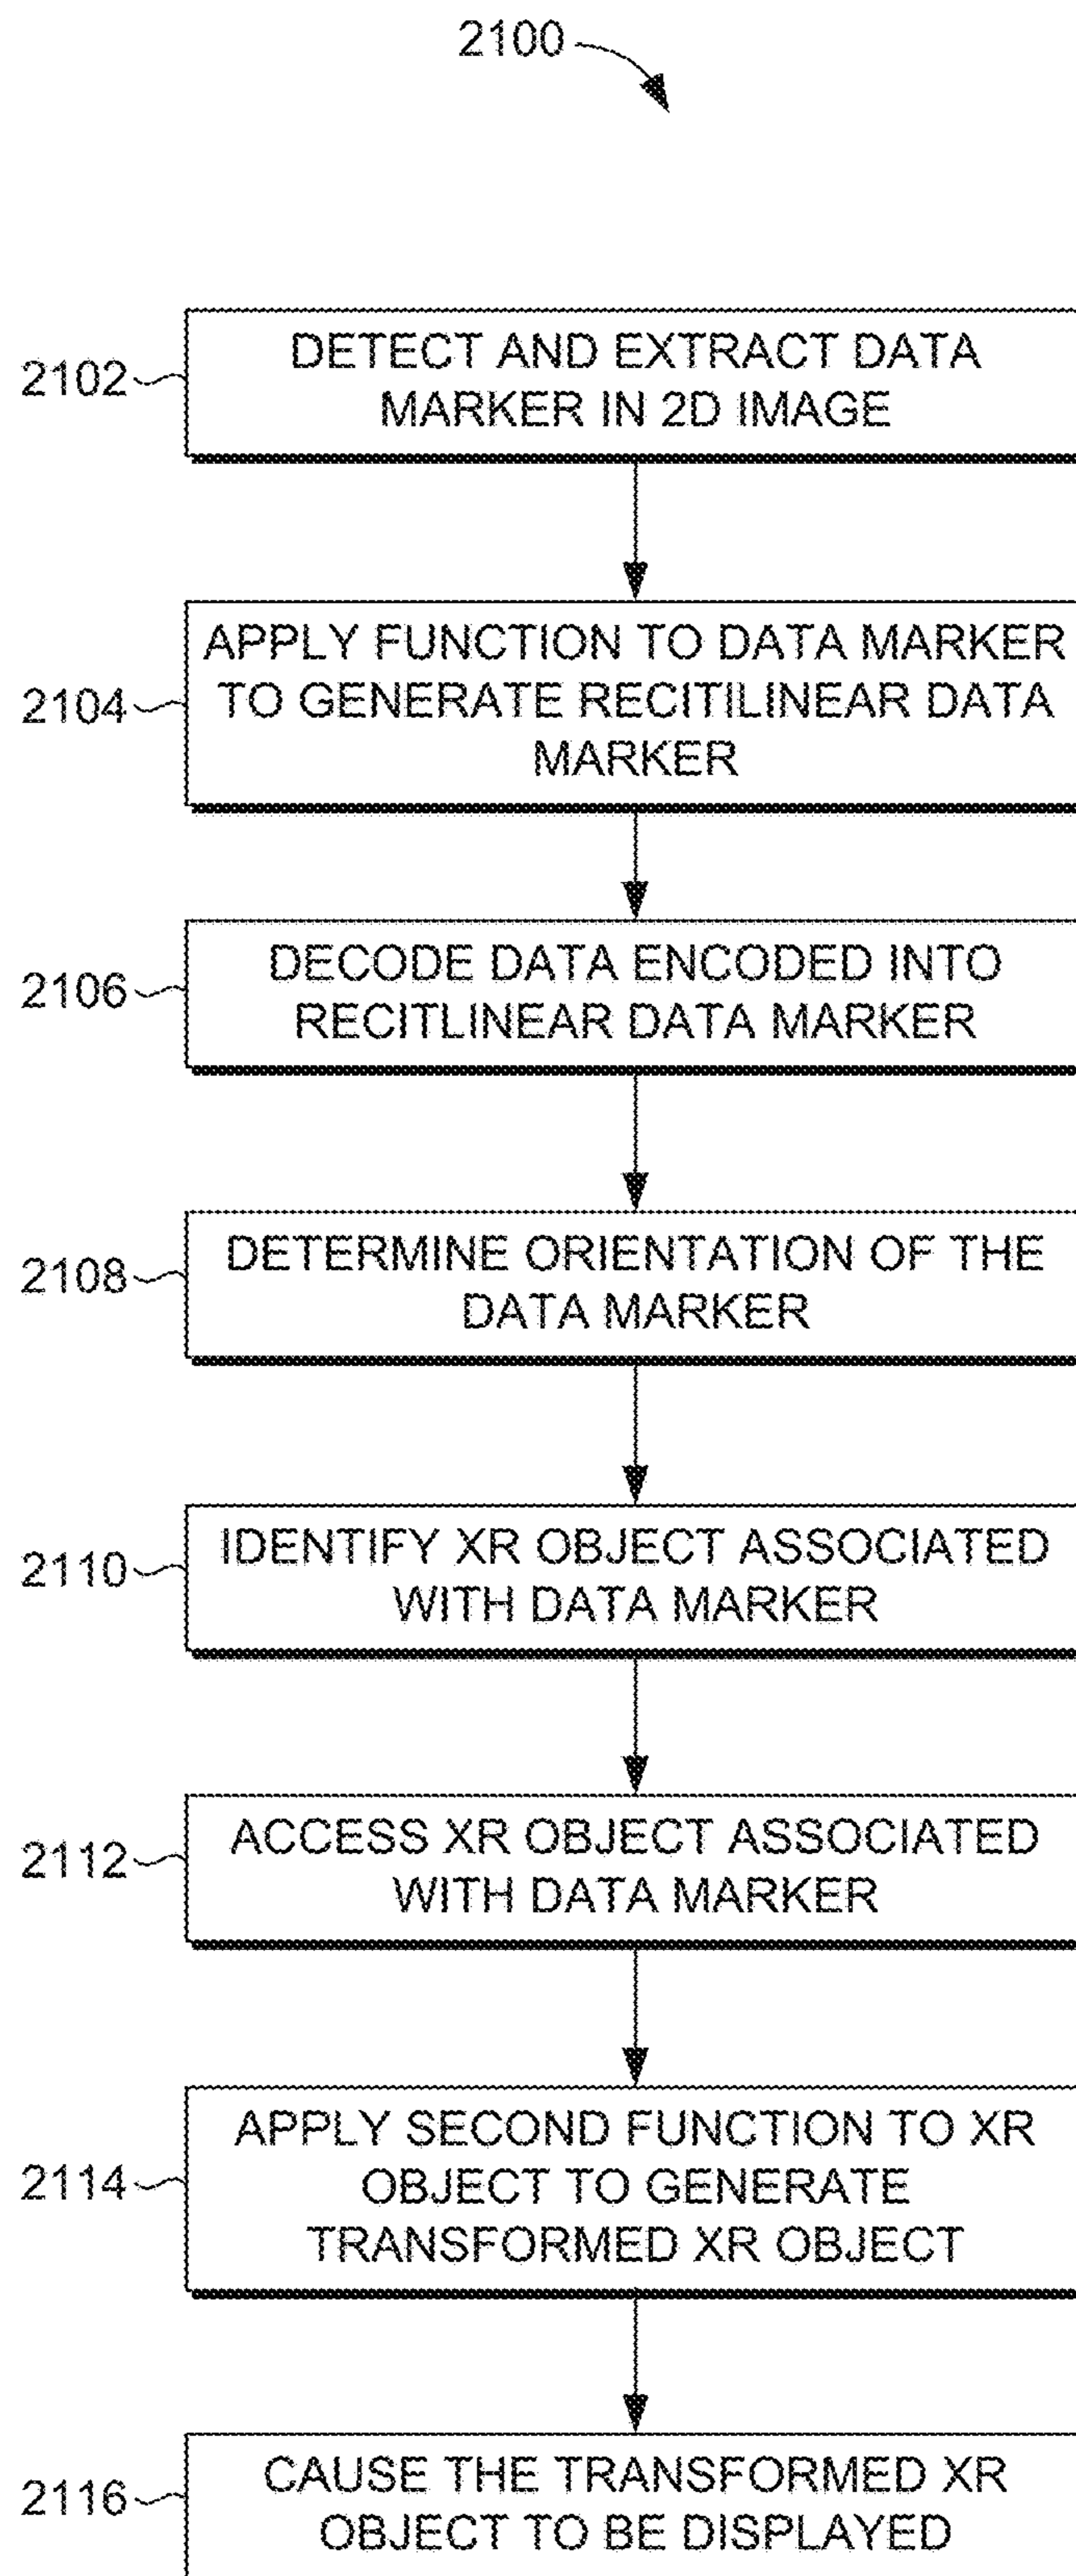 2100
2102
DETECT AND EXTRACT DATA
MARKER IN 2D IMAGE
2104
APPLY FUNCTION TO DATA MARKER
TO GENERATE RECITILINEAR DATA
MARKER
2106
DECODE DATA ENCODED INTO
RECITLINEAR DATA MARKER
2108
DETERMINE ORIENTATION OF THE
DATA MARKER
2110
IDENTIFY XR OBJECT ASSOCIATED
WITH DATA MARKER
2112
ACCESS XR OBJECT ASSOCIATED
WITH DATA MARKER
2114
APPLY SECOND FUNCTION TO XR
OBJECT TO GENERATE
TRANSFORMED XR OBJECT
2116
CAUSE THE TRANSFORMED XR
OBJECT TO BE DISPLAYED